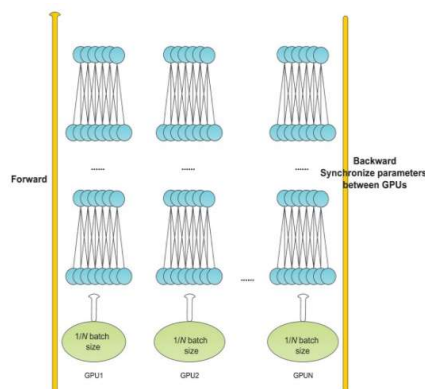 ......
......
......
Forward
Backward
Synchronize parameters
between GPUs
......
1/N batch
size
1/N batch
size
1/N batch
size
GPU1
GPU2
GPUN